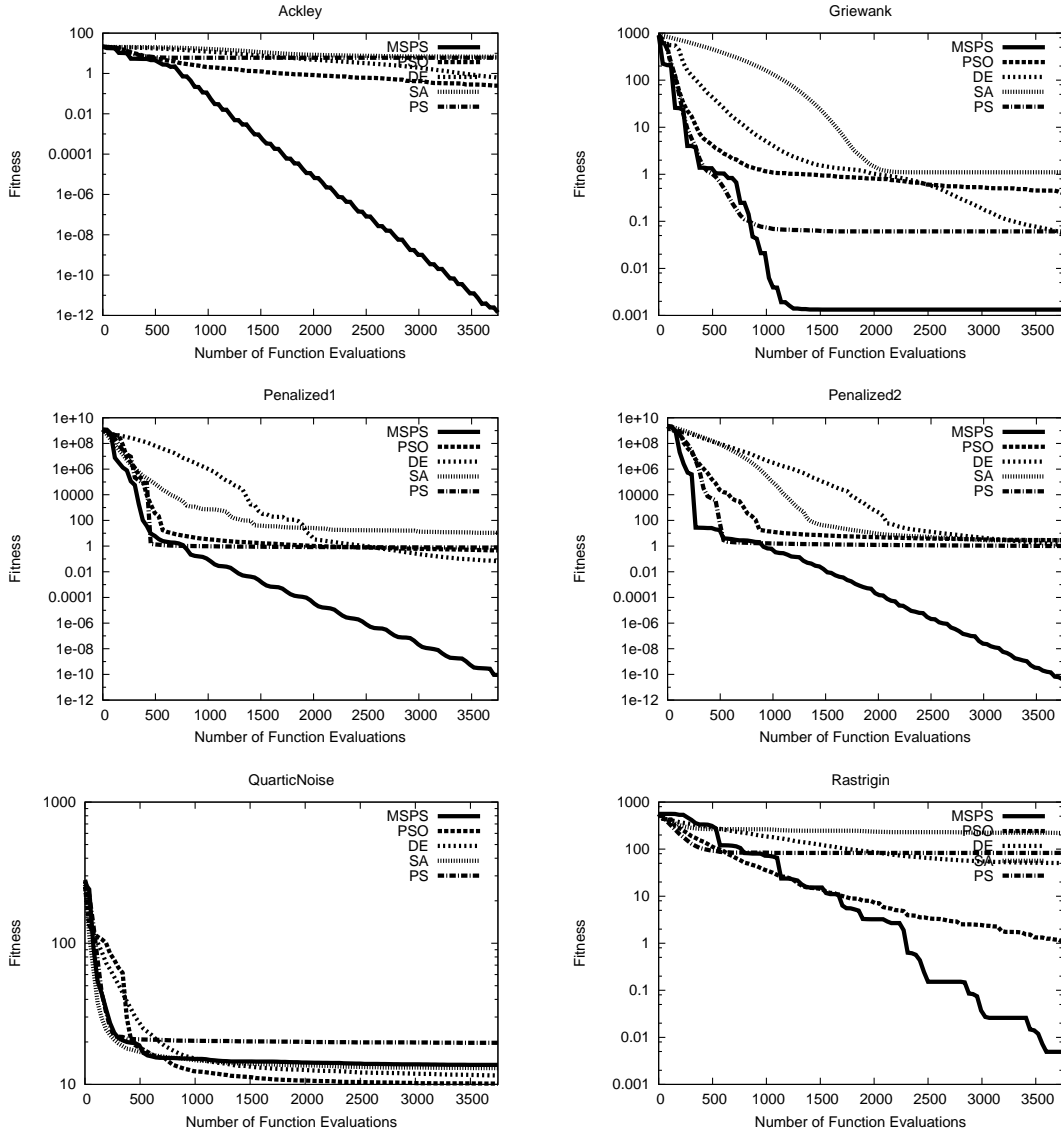 Ackley
100
1
0.01
0.0001
1e-06
1e-08
1e-10
1e-12
0 500 1000 1500 2000 2500 3000 3500
Fitness
Number of Function Evaluations
MSPS
PSO
DE
SA
PS
Griewank
1000
100
10
1
0.1
0.01
0.001
0 500 1000 1500 2000 2500 3000 3500
Fitness
Number of Function Evaluations
MSPS
PSO
DE
SA
PS
Penalized1
1e+10
1e+08
1e+06
10000
100
1
0.01
0.0001
1e-06
1e-08
1e-10
1e-12
0 500 1000 1500 2000 2500 3000 3500
Fitness
Number of Function Evaluations
MSPS
PSO
DE
SA
PS
Penalized2
1e+10
1e+08
1e+06
10000
100
1
0.01
0.0001
1e-06
1e-08
1e-10
1e-12
0 500 1000 1500 2000 2500 3000 3500
Fitness
Number of Function Evaluations
MSPS
PSO
DE
SA
PS
QuarticNoise
1000
100
10
0 500 1000 1500 2000 2500 3000 3500
Fitness
Number of Function Evaluations
MSPS
PSO
DE
SA
PS
Rastrigin
1000
100
10
1
0.1
0.01
0.001
0 500 1000 1500 2000 2500 3000 3500
Fitness
Number of Function Evaluations
MSPS
PSO
DE
SA
PS